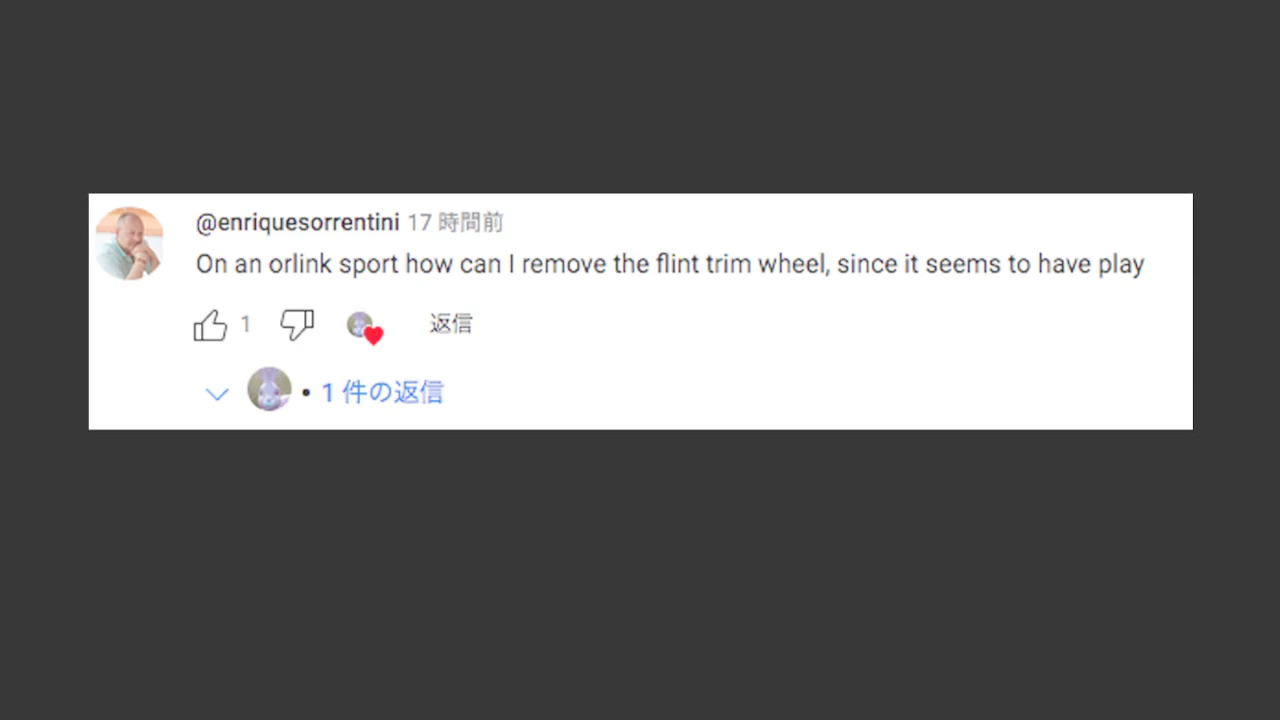 @enriquesorrentini 17 時間前
On an orlink sport how can I remove the flint trim wheel, since it seems to have play
1 返信
• 1 件の返信